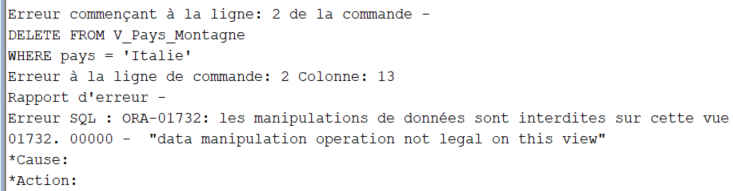 Erreur commençant à la ligne: 2 de la commande -
DELETE FROM V_Pays_Montagne
WHERE pays = 'Italie'
Erreur à la ligne de commande: 2 Colonne: 13
Rapport d'erreur -
Erreur SQL : ORA-01732: les manipulations de données sont interdites sur cette vue
01732. 00000 -  "data manipulation operation not legal on this view"
*Cause:
*Action: